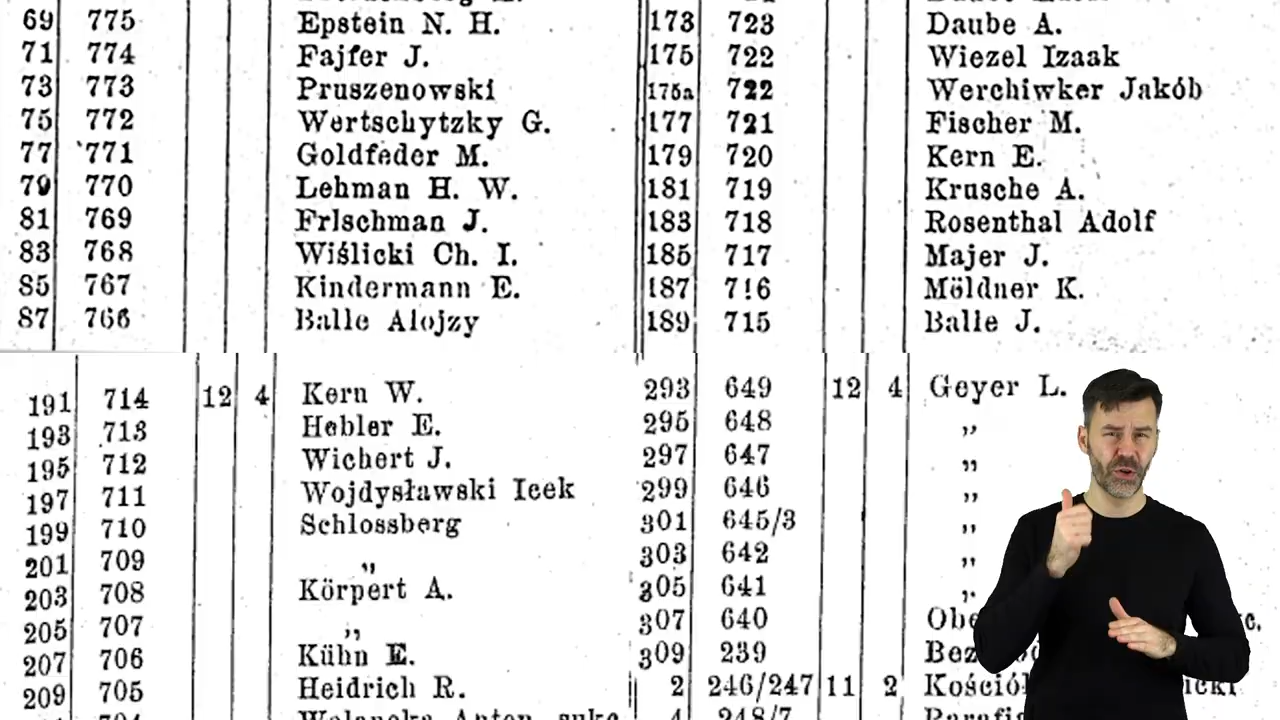 69 775 Epstein N. H.
71 774 Fajfer J.
73 773 Pruszenowski
75 772 Wertschytzky G.
77 771 Goldfeder M.
79 770 Lehman H. W.
81 769 Frlschman J.
83 768 Wiślicki Ch. I.
85 767 Kindermann E.
87 766 Balle Alojzy
173 723 Daube A.
175 722 Wiezel Izaak
175a 722 Werchiwker Jakób
177 721 Fischer M.
179 720 Kern E.
181 719 Krusche A.
183 718 Rosenthal Adolf
185 717 Majer J.
187 716 Möldner K.
189 715 Balle J.
191 714 12 4 Kern W.
193 713 Hebler E.
195 712 Wichert J.
197 711 Wojdysławski Icek
199 710 Schlossberg
201 709 „
203 708 Körpert A.
205 707 „
207 706 Kühn E.
209 705 Heidrich R.
293 649 12 4 Geyer L.
295 648 „
297 647 „
299 646 „
301 645/3 „
303 642 „
305 641 „
307 640
309 239
2 246/247 11 2 Kościół
4 248/7